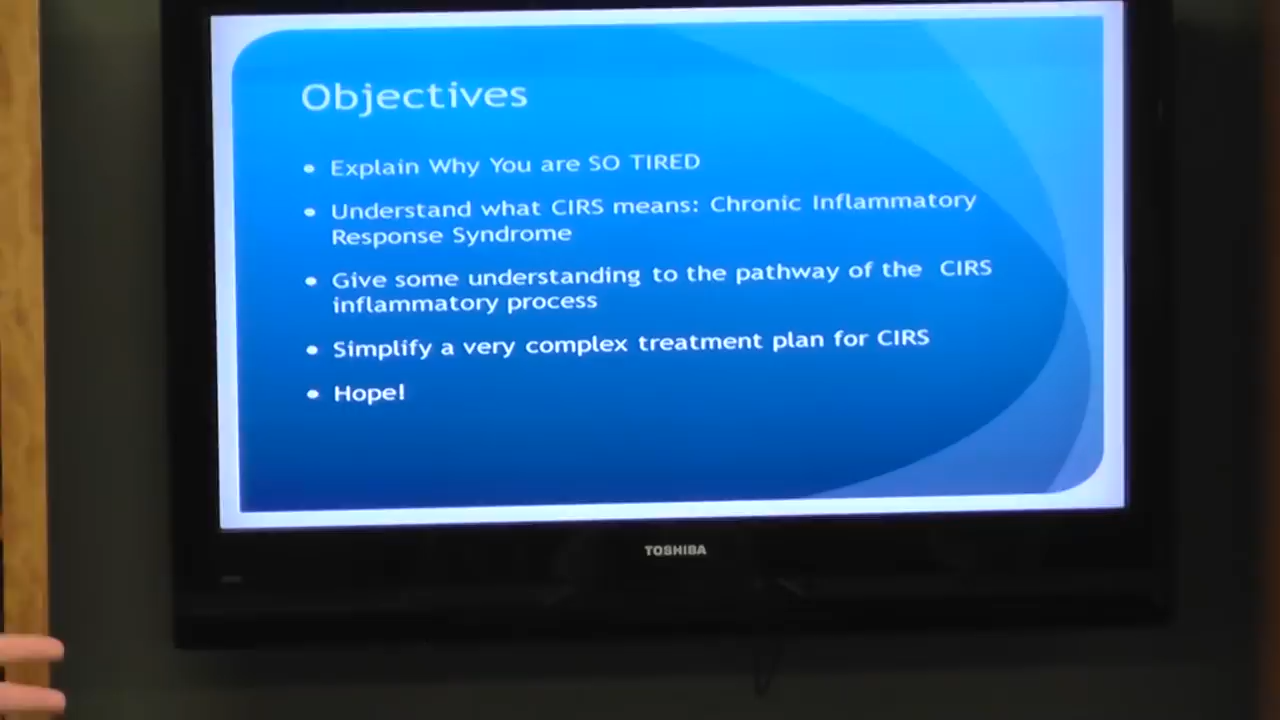 Objectives
• Explain Why You are SO TIRED
• Understand what CIRS means: Chronic Inflammatory
Response Syndrome
• Give some understanding to the pathway of the CIRS
inflammatory process
• Simplify a very complex treatment plan for CIRS
• Hope!
TOSHIBA